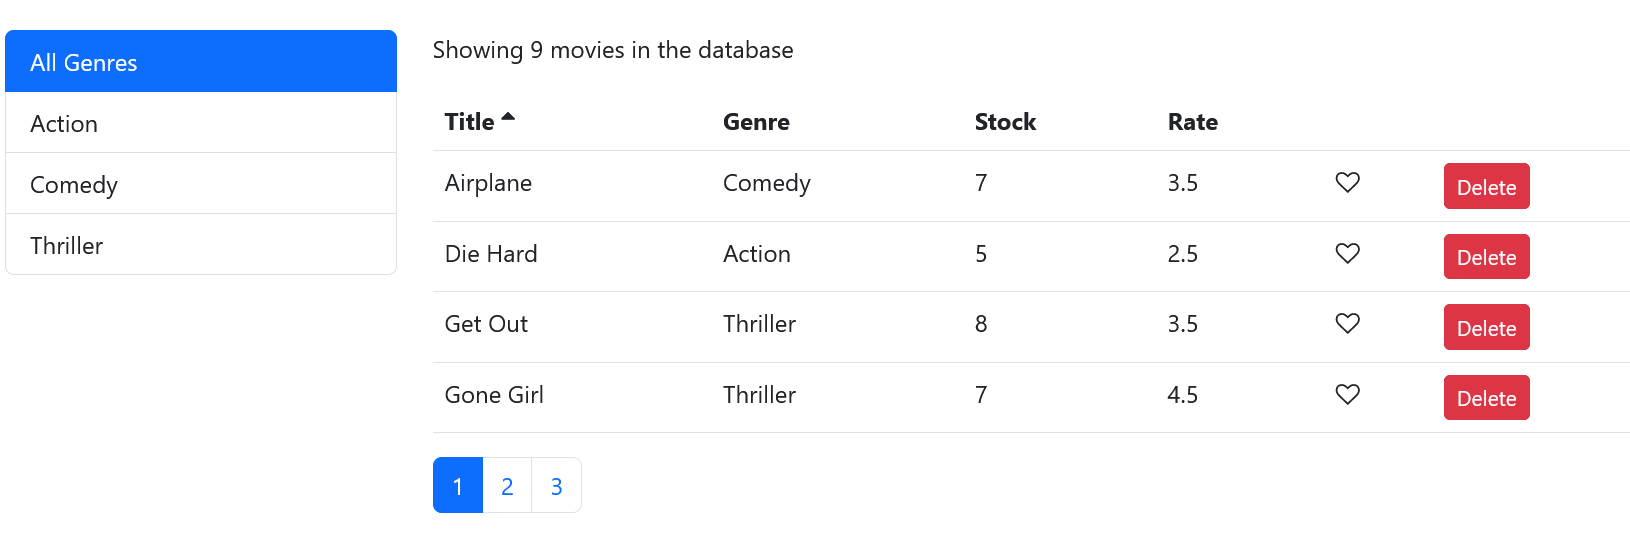 All Genres
Action
Comedy
Thriller
Showing 9 movies in the database
Title Genre Stock Rate
Airplane Comedy 7 3.5 Delete
Die Hard Action 5 2.5 Delete
Get Out Thriller 8 3.5 Delete
Gone Girl Thriller 7 4.5 Delete
1 2 3